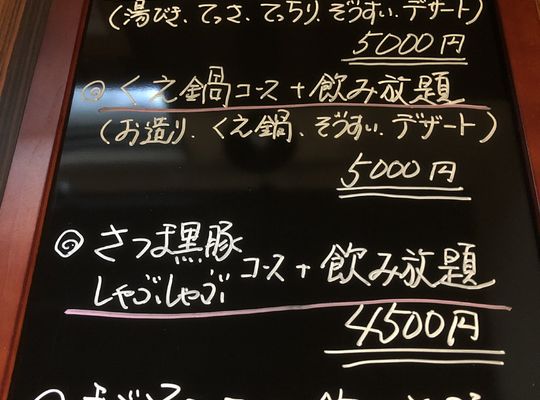 (湯びき、てっさ、てっちり、ぞうすい、デザート)
5000円
◎くえ鍋コース+飲み放題
(お造り、くえ鍋、ぞうすい、デザート)
5000円
◎さつま黒豚
しゃぶしゃぶ コース+飲み放題
4500円